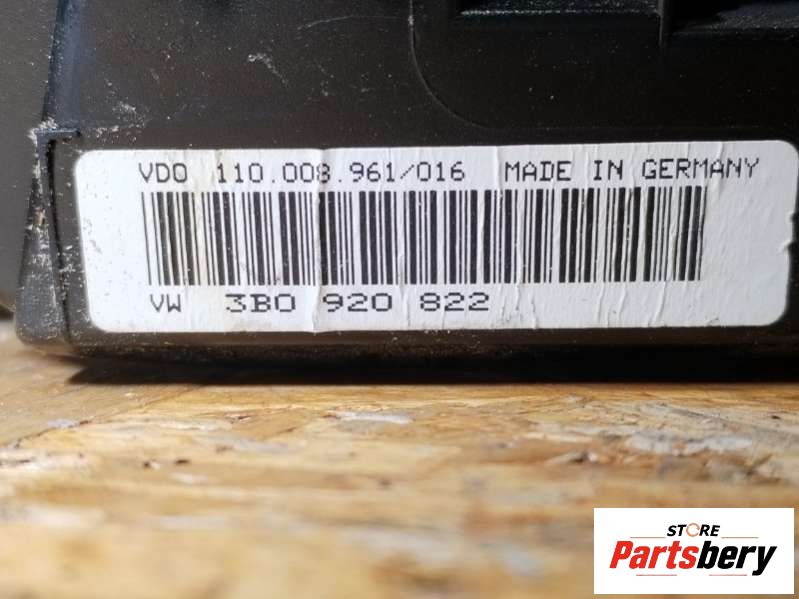 VDO 110.008.961/016 MADE IN GERMANY
VW 3B0 920 822
STORE
Partsbery